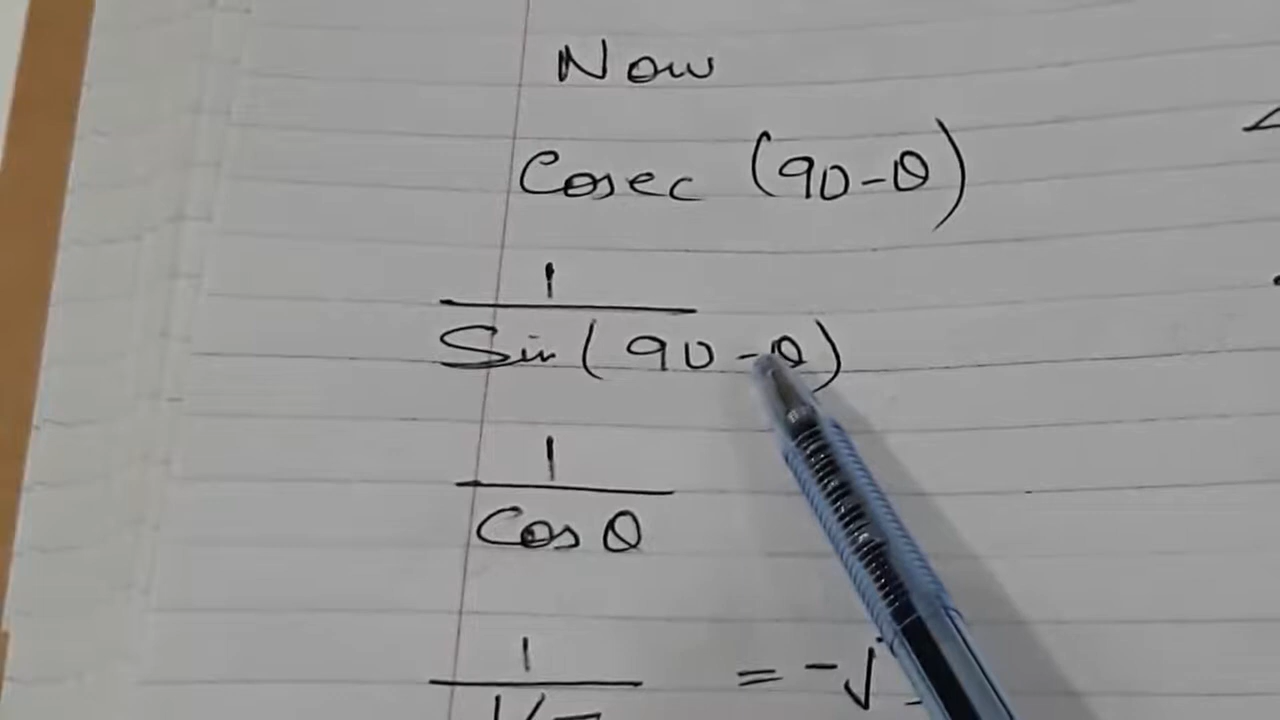 Now
Cosec (90-θ)
1
Sin (90-θ)
1
Cos θ
1
= -√